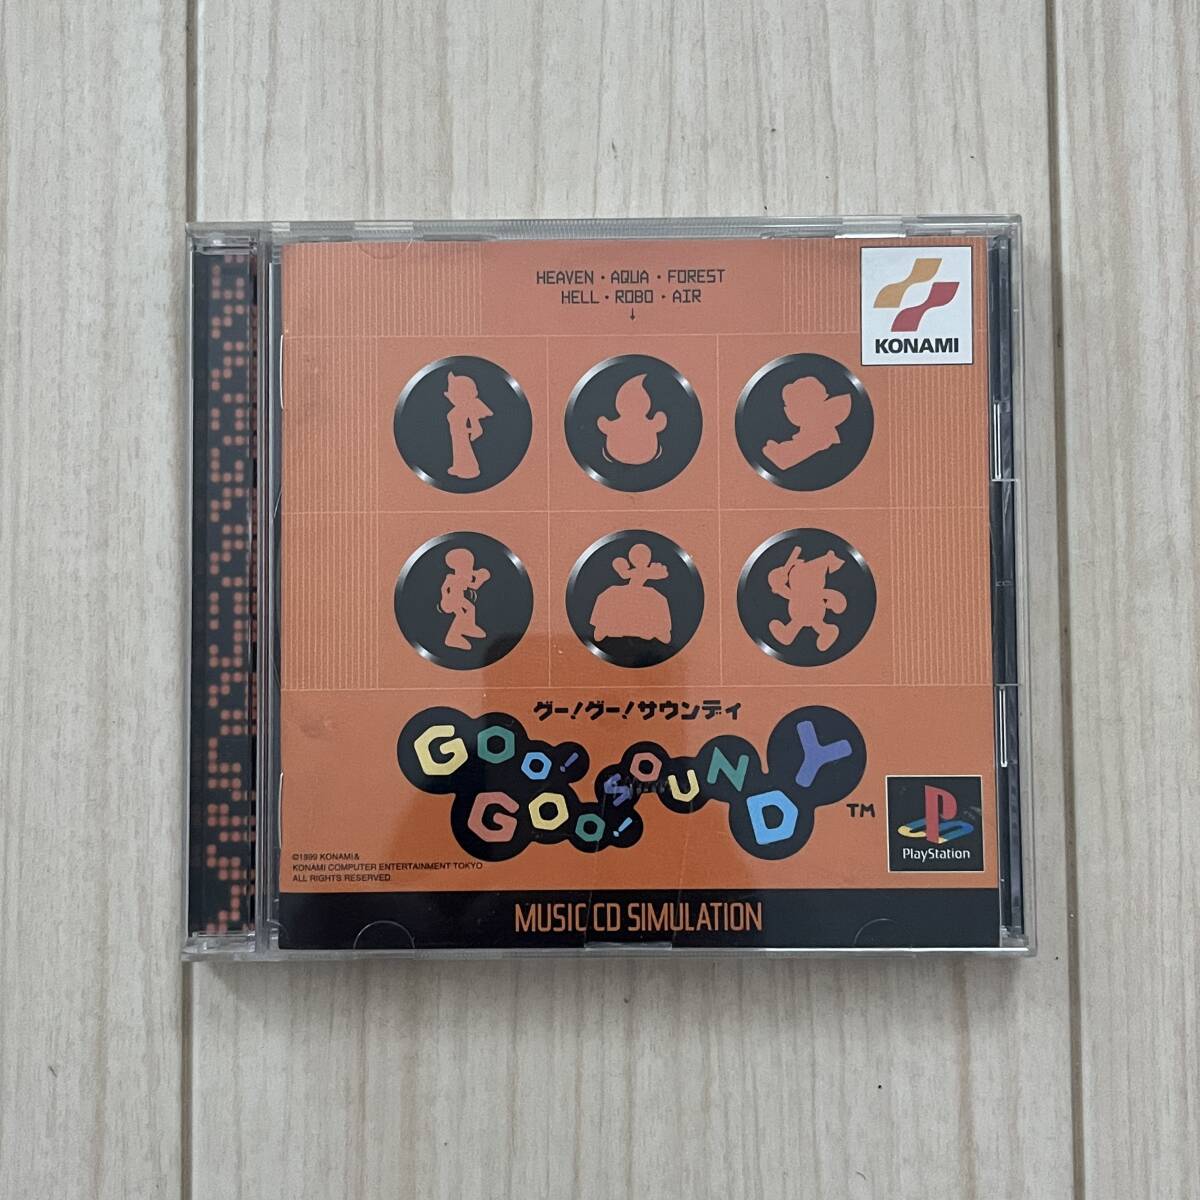 HEAVEN・AQUA・FOREST
HELL・ROBO・AIR
KONAMI
グー!グー!サウンディ
GOO! SOUNDY
GOO!
TM
PlayStation
©1999 KONAMI&
KONAMI COMPUTER ENTERTAINMENT TOKYO
ALL RIGHTS RESERVED.
MUSIC CD SIMULATION